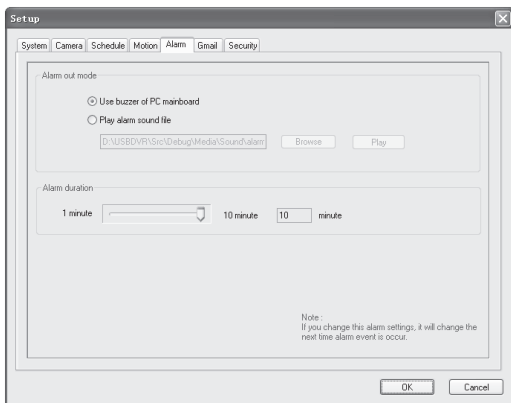 Setup
System Camera Schedule Motion Alarm Gmail Security
Alarm out mode
Use buzzer of PC mainboard
Play alarm sound file
D:\USBDVR\Src\Debug\Media\Sound\alarm Browse Play
Alarm duration
1 minute 10 minute 10 minute
Note :
If you change this alarm settings, it will change the
next time alarm event is occur.
OK Cancel